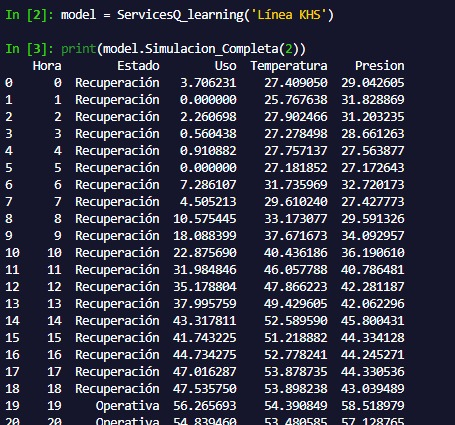 In [2]: model = ServicesQ_learning('Línea KHS')
In [3]: print(model.Simulacion_Completa(2))
Hora Estado Uso Temperatura Presion
0 0 Recuperación 3.706231 27.409050 29.042605
1 1 Recuperación 0.000000 25.767638 31.828869
2 2 Recuperación 2.260698 27.902466 31.203235
3 3 Recuperación 0.560438 27.278498 28.661263
4 4 Recuperación 0.910882 27.757137 27.563877
5 5 Recuperación 0.000000 27.181852 27.172643
6 6 Recuperación 7.286107 31.735969 32.720173
7 7 Recuperación 4.505213 29.610240 27.427773
8 8 Recuperación 10.575445 33.173077 29.591326
9 9 Recuperación 18.088399 37.671673 34.092957
10 10 Recuperación 22.875690 40.436186 36.190610
11 11 Recuperación 31.984846 46.057788 40.786481
12 12 Recuperación 35.178804 47.866223 42.281187
13 13 Recuperación 37.995759 49.429605 42.062296
14 14 Recuperación 43.317811 52.589590 45.800431
15 15 Recuperación 41.743225 51.218882 44.334128
16 16 Recuperación 44.734275 52.778241 44.245271
17 17 Recuperación 47.016287 53.878735 44.330536
18 18 Recuperación 47.535750 53.898238 43.039489
19 19 Operativa 56.265693 54.390849 58.518979
20 20 Operativa 54.839460 53.480585 57.128765